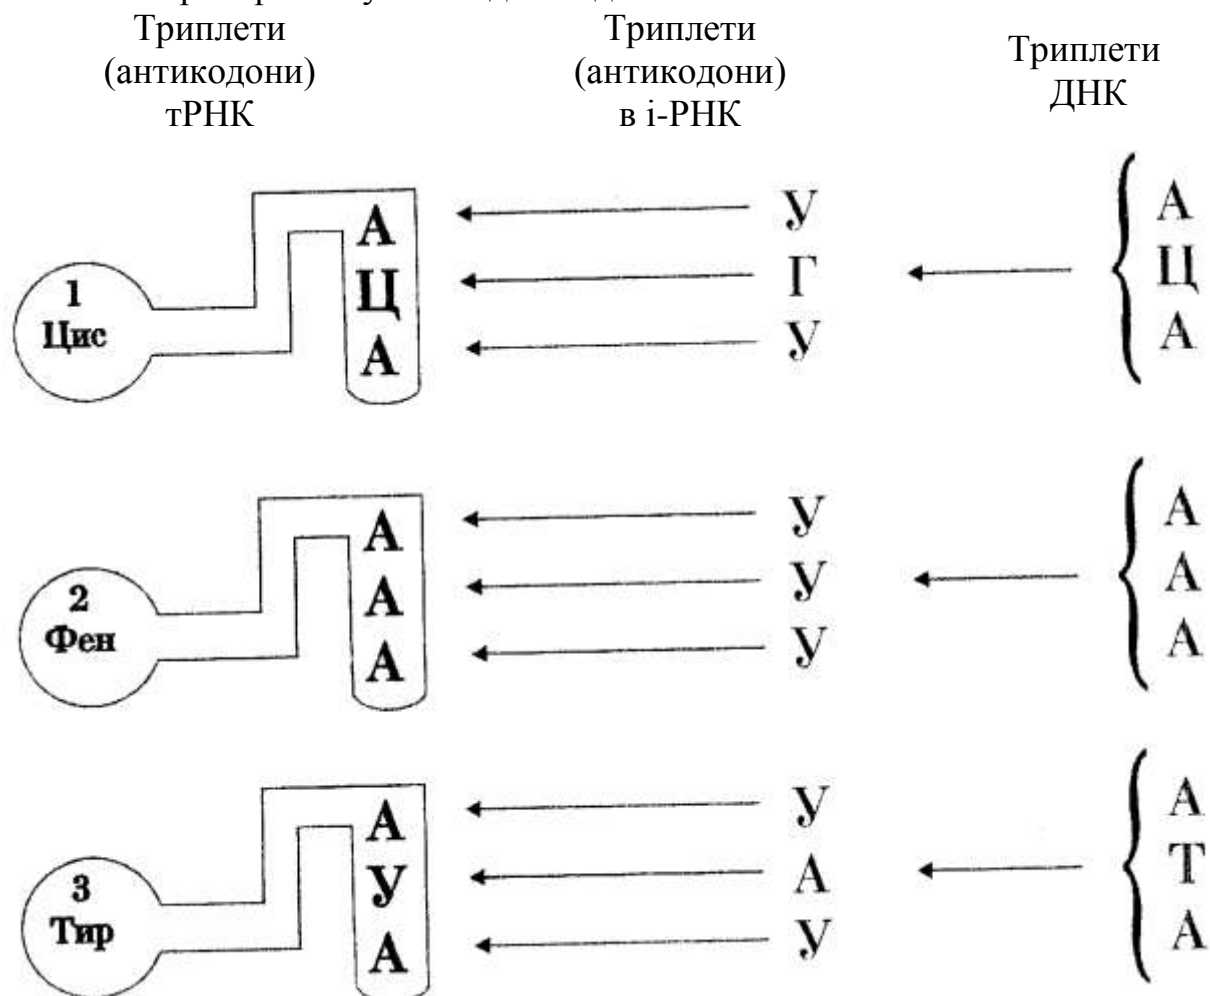 Триплети
(антикодони)
тРНК
Триплети
(антикодони)
в і-РНК
Триплети
ДНК
1
Цис
А
Ц
А
У
Г
У
А
Ц
А
2
Фен
А
А
А
У
У
У
А
А
А
3
Тир
А
У
А
У
А
У
А
Т
А